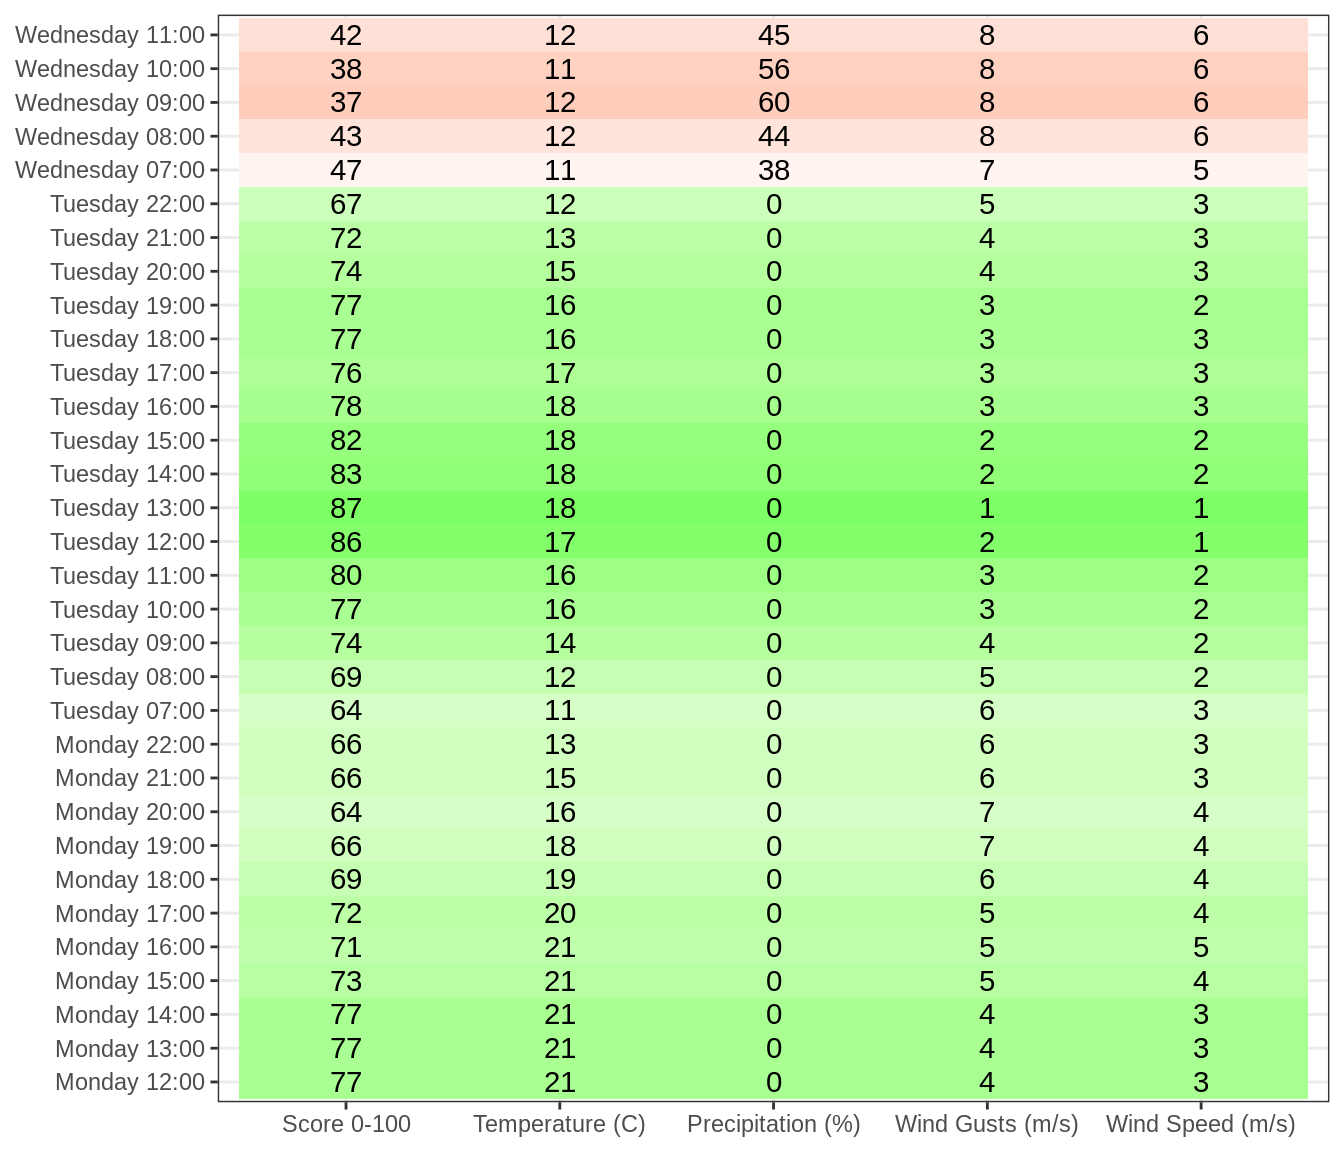 Wednesday 11:00 42 12 45 8 6
Wednesday 10:00 38 11 56 8 6
Wednesday 09:00 37 12 60 8 6
Wednesday 08:00 43 12 44 8 6
Wednesday 07:00 47 11 38 7 5
Tuesday 22:00 67 12 0 5 3
Tuesday 21:00 72 13 0 4 3
Tuesday 20:00 74 15 0 4 3
Tuesday 19:00 77 16 0 3 2
Tuesday 18:00 77 16 0 3 3
Tuesday 17:00 76 17 0 3 3
Tuesday 16:00 78 18 0 3 3
Tuesday 15:00 82 18 0 2 2
Tuesday 14:00 83 18 0 2 2
Tuesday 13:00 87 18 0 1 1
Tuesday 12:00 86 17 0 2 1
Tuesday 11:00 80 16 0 3 2
Tuesday 10:00 77 16 0 3 2
Tuesday 09:00 74 14 0 4 2
Tuesday 08:00 69 12 0 5 2
Tuesday 07:00 64 11 0 6 3
Monday 22:00 66 13 0 6 3
Monday 21:00 66 15 0 6 3
Monday 20:00 64 16 0 7 4
Monday 19:00 66 18 0 7 4
Monday 18:00 69 19 0 6 4
Monday 17:00 72 20 0 5 4
Monday 16:00 71 21 0 5 5
Monday 15:00 73 21 0 5 4
Monday 14:00 77 21 0 4 3
Monday 13:00 77 21 0 4 3
Monday 12:00 77 21 0 4 3
Score 0-100 Temperature (C) Precipitation (%) Wind Gusts (m/s) Wind Speed (m/s)